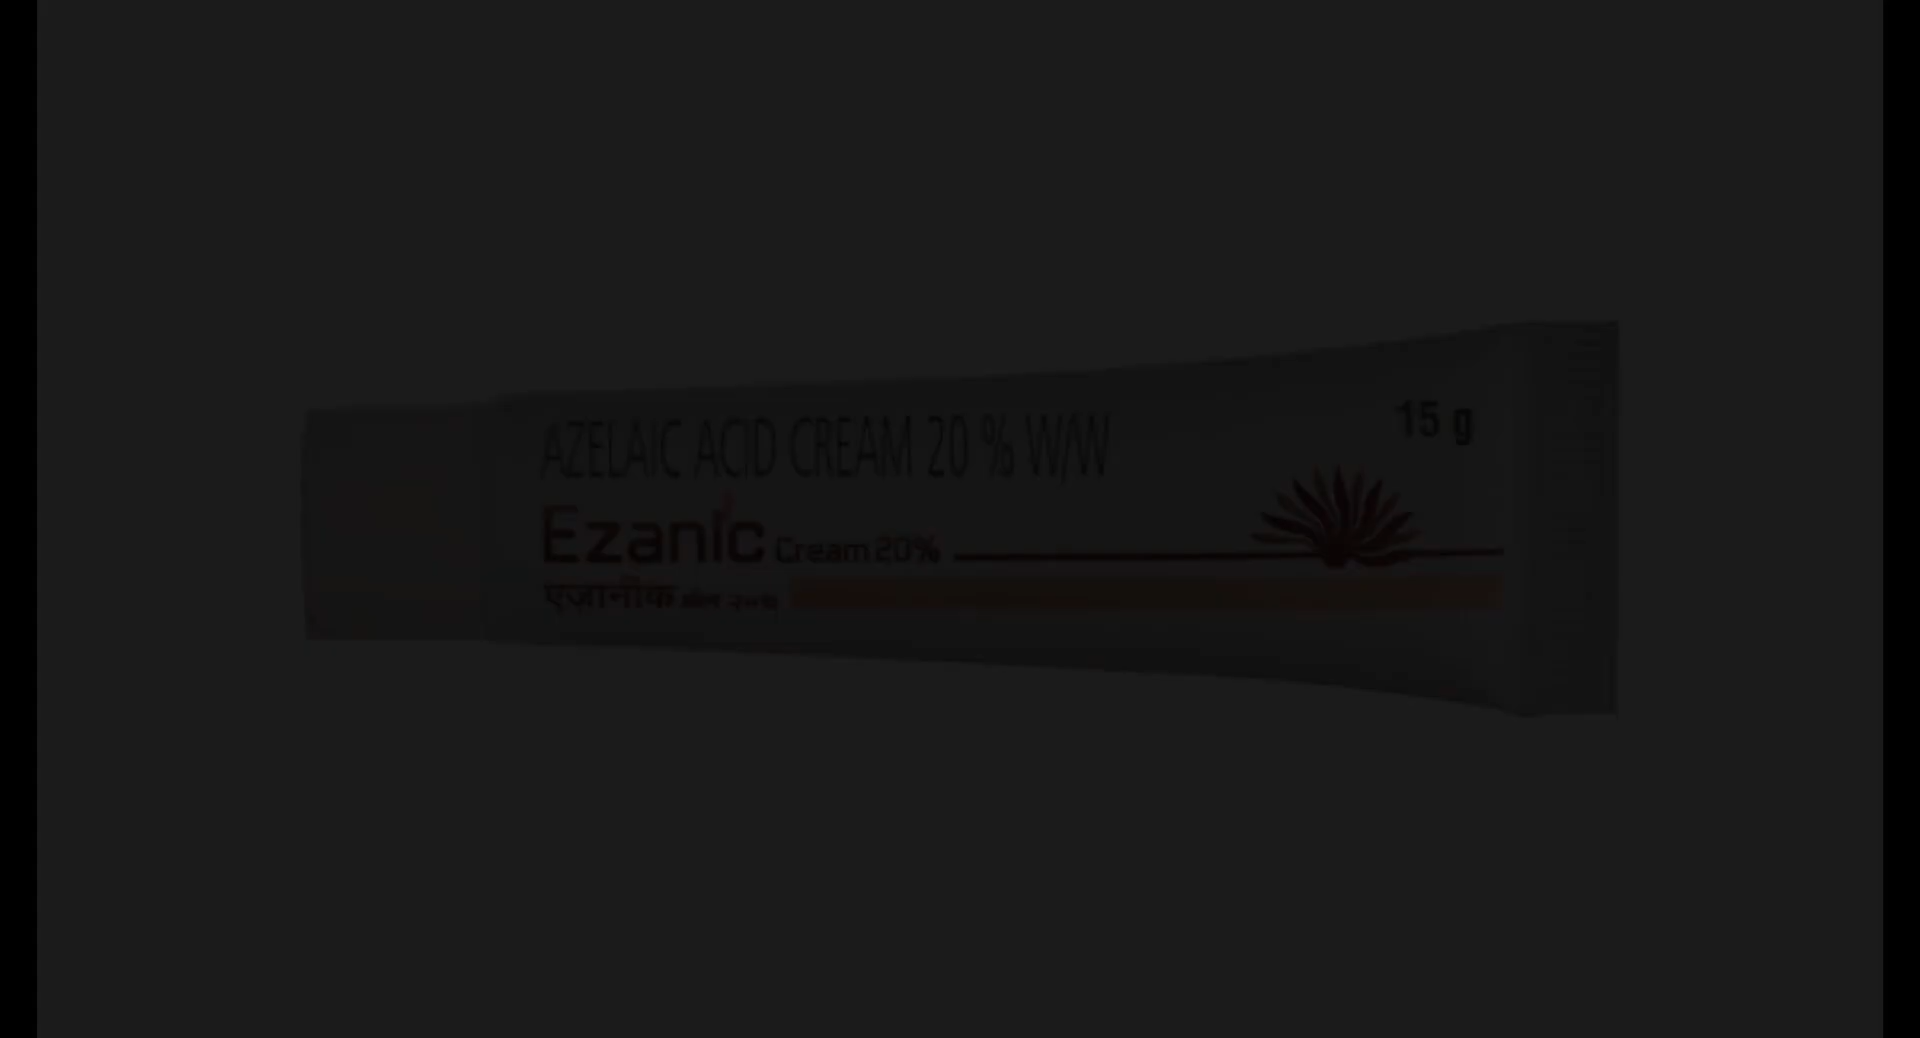 AZELAIC ACID CREAM 20 % W/W
15 g
Ezanic Cream 20%
एज़ानीक